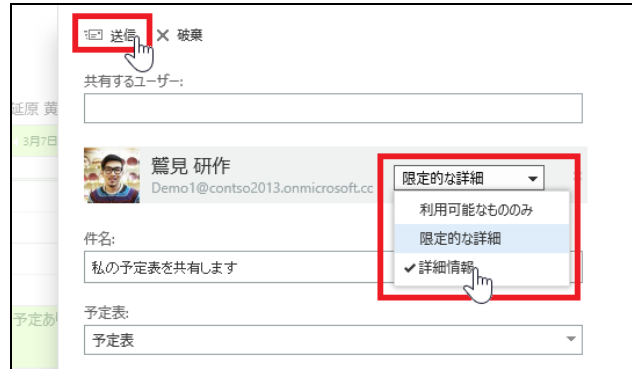 送信 破棄
共有するユーザー:
延原 黄
3月7日
鷲見 研作
Demo1@contso2013.onmicrosoft.cc
限定的な詳細
利用可能なもののみ
限定的な詳細
詳細情報
件名:
私の予定表を共有します
予定表:
予定あ
予定表